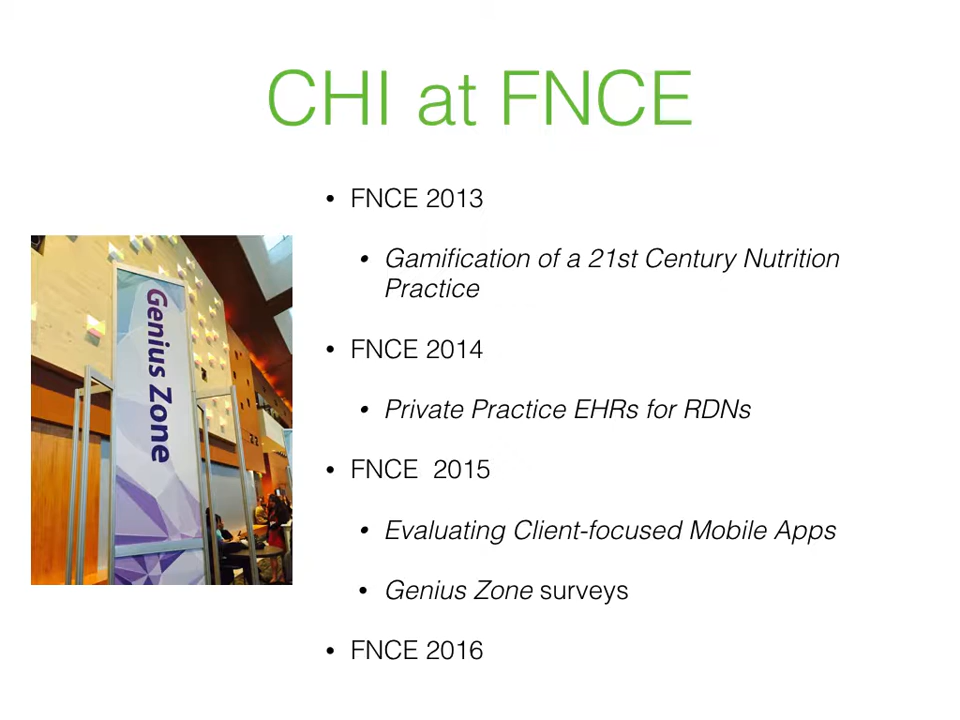 CHI at FNCE
• FNCE 2013
• Gamification of a 21st Century Nutrition
Practice
• FNCE 2014
• Private Practice EHRs for RDNs
• FNCE  2015
• Evaluating Client-focused Mobile Apps
• Genius Zone surveys
• FNCE 2016
Genius Zone